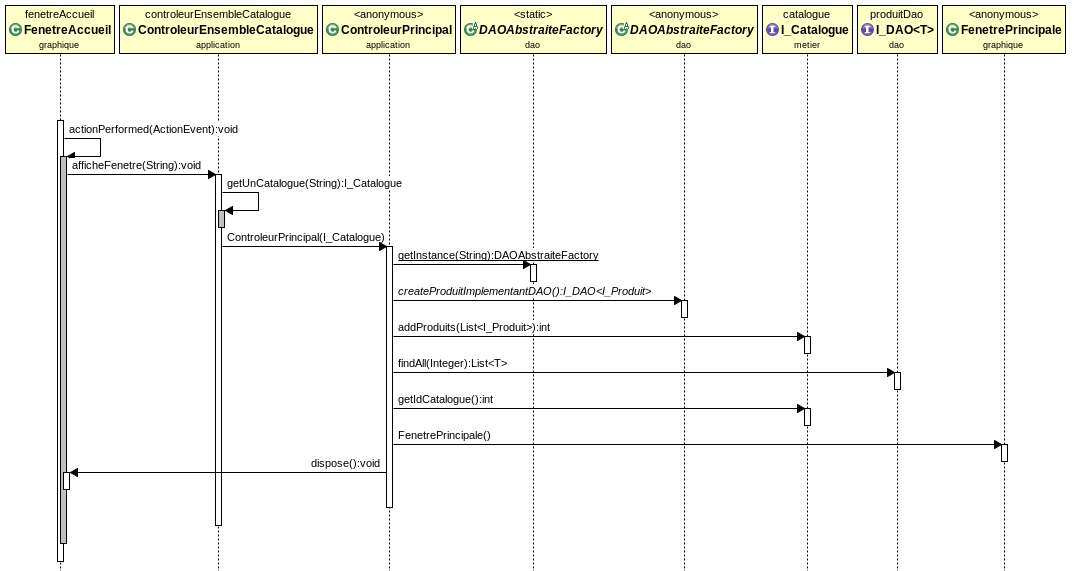 fenetreAccueil
C FenetreAccueil
graphique
controleurEnsembleCatalogue
C ControleurEnsembleCatalogue
application
<anonymous>
C ControleurPrincipal
application
<static>
C A DAOAbstraiteFactory
dao
<anonymous>
C A DAOAbstraiteFactory
dao
catalogue
I I_Catalogue
metier
produitDao
I I_DAO<T>
dao
<anonymous>
C FenetrePrincipale
graphique
actionPerformed(ActionEvent):void
afficheFenetre(String):void
getUnCatalogue(String):I_Catalogue
ControleurPrincipal(I_Catalogue)
getInstance(String):DAOAbstraiteFactory
createProduitImplementantDAO():I_DAO<I_Produit>
addProduits(List<I_Produit>):int
findAll(Integer):List<T>
getIdCatalogue():int
FenetrePrincipale()
dispose():void